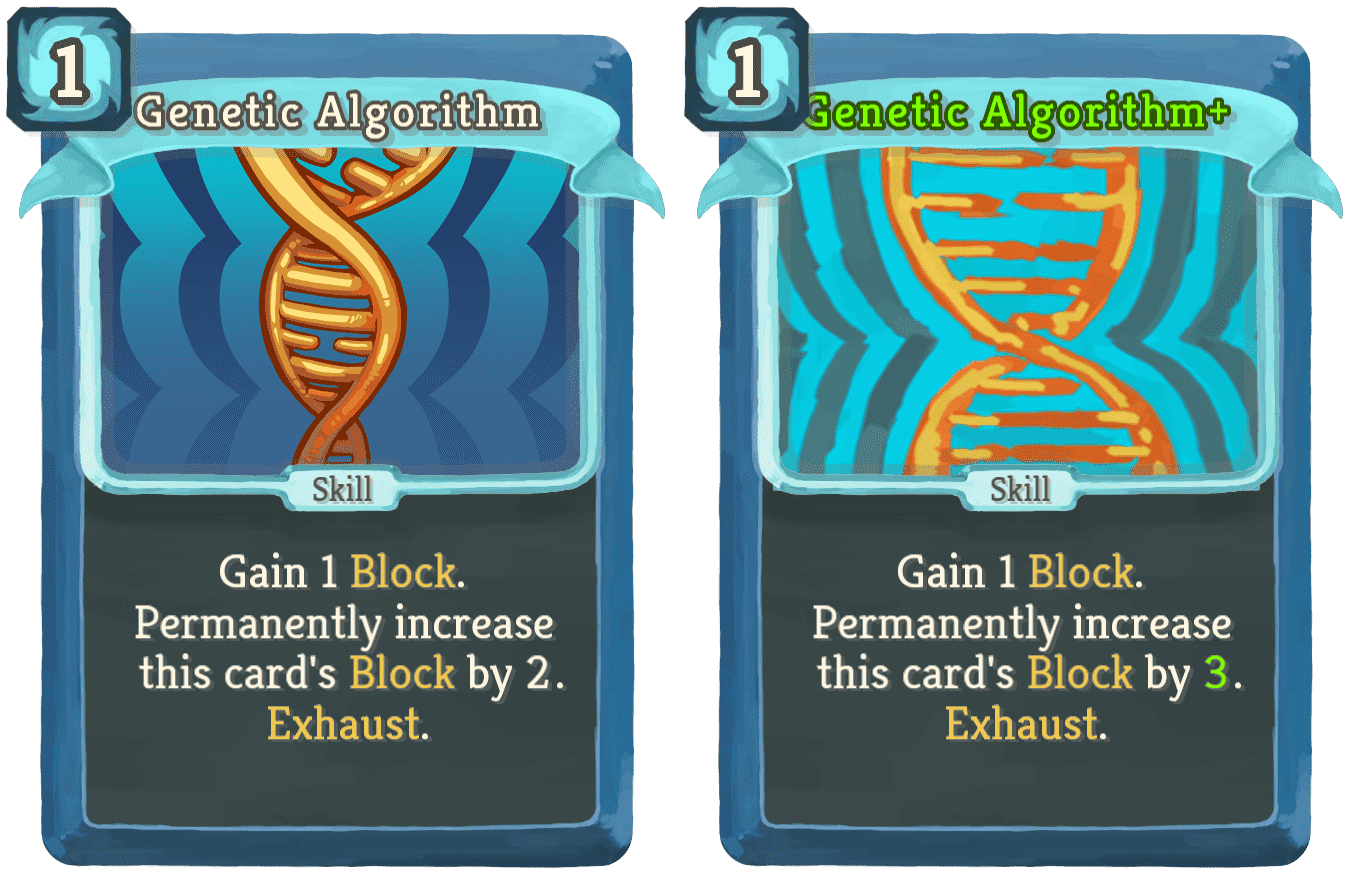 1
Genetic Algorithm
Skill
Gain 1 Block.
Permanently increase
this card's Block by 2.
Exhaust.
1
Genetic Algorithm+
Skill
Gain 1 Block.
Permanently increase
this card's Block by 3.
Exhaust.